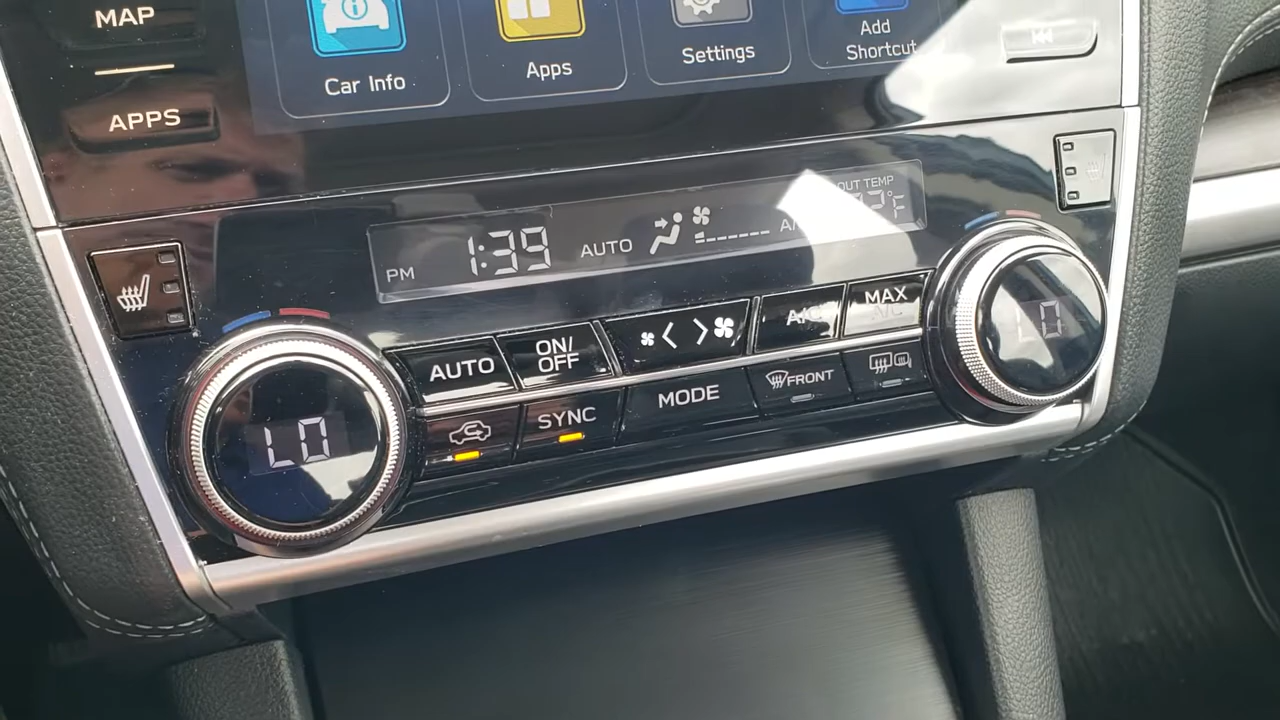 MAP
Car Info
Apps
Settings
Add
Shortcut
APPS
PM 1:39 AUTO
OUT TEMP
°F
AUTO
ON/
OFF
A/C
MAX
A/C
SYNC
MODE
FRONT
LO
LO